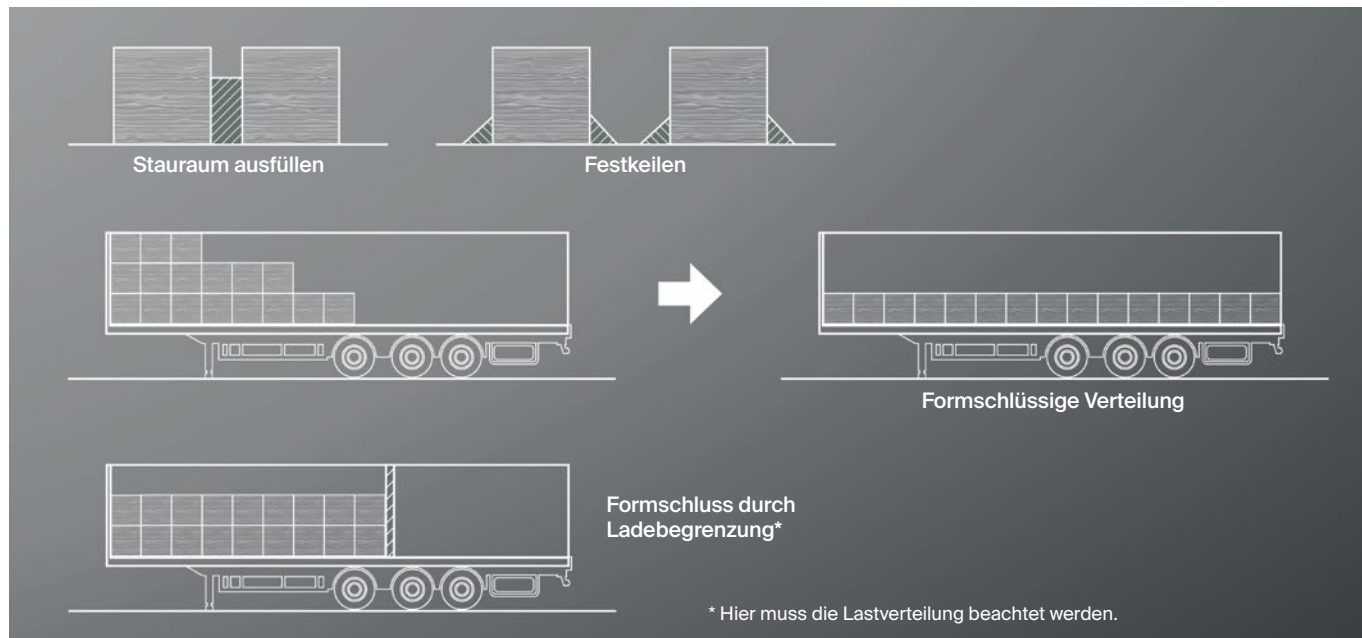 Stauraum ausfüllen
Festkeilen
Formschlüssige Verteilung
Formschluss durch
Ladebegrenzung*
* Hier muss die Lastverteilung beachtet werden.